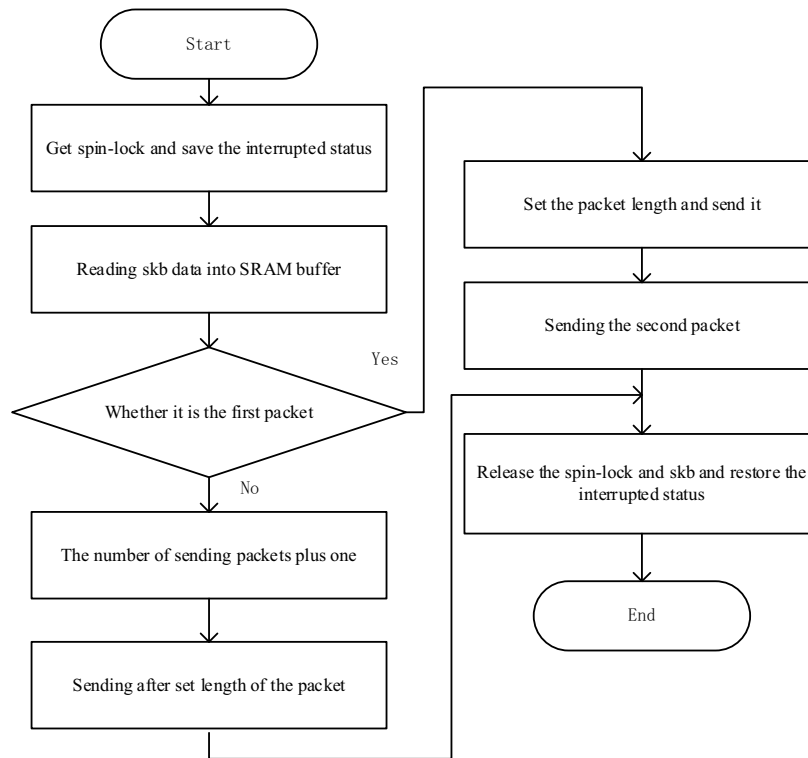 Start
Get spin-lock and save the interrupted status
Reading skb data into SRAM buffer
Yes
Whether it is the first packet
No
The number of sending packets plus one
Sending after set length of the packet
Set the packet length and send it
Sending the second packet
Release the spin-lock and skb and restore the
interrupted status
End